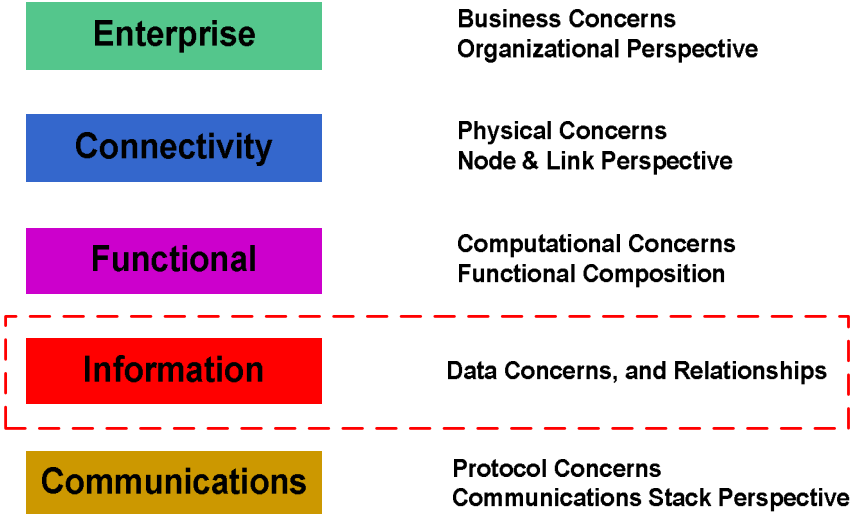 Enterprise
Business Concerns
Organizational Perspective
Connectivity
Physical Concerns
Node & Link Perspective
Functional
Computational Concerns
Functional Composition
Information
Data Concerns, and Relationships
Communications
Protocol Concerns
Communications Stack Perspective